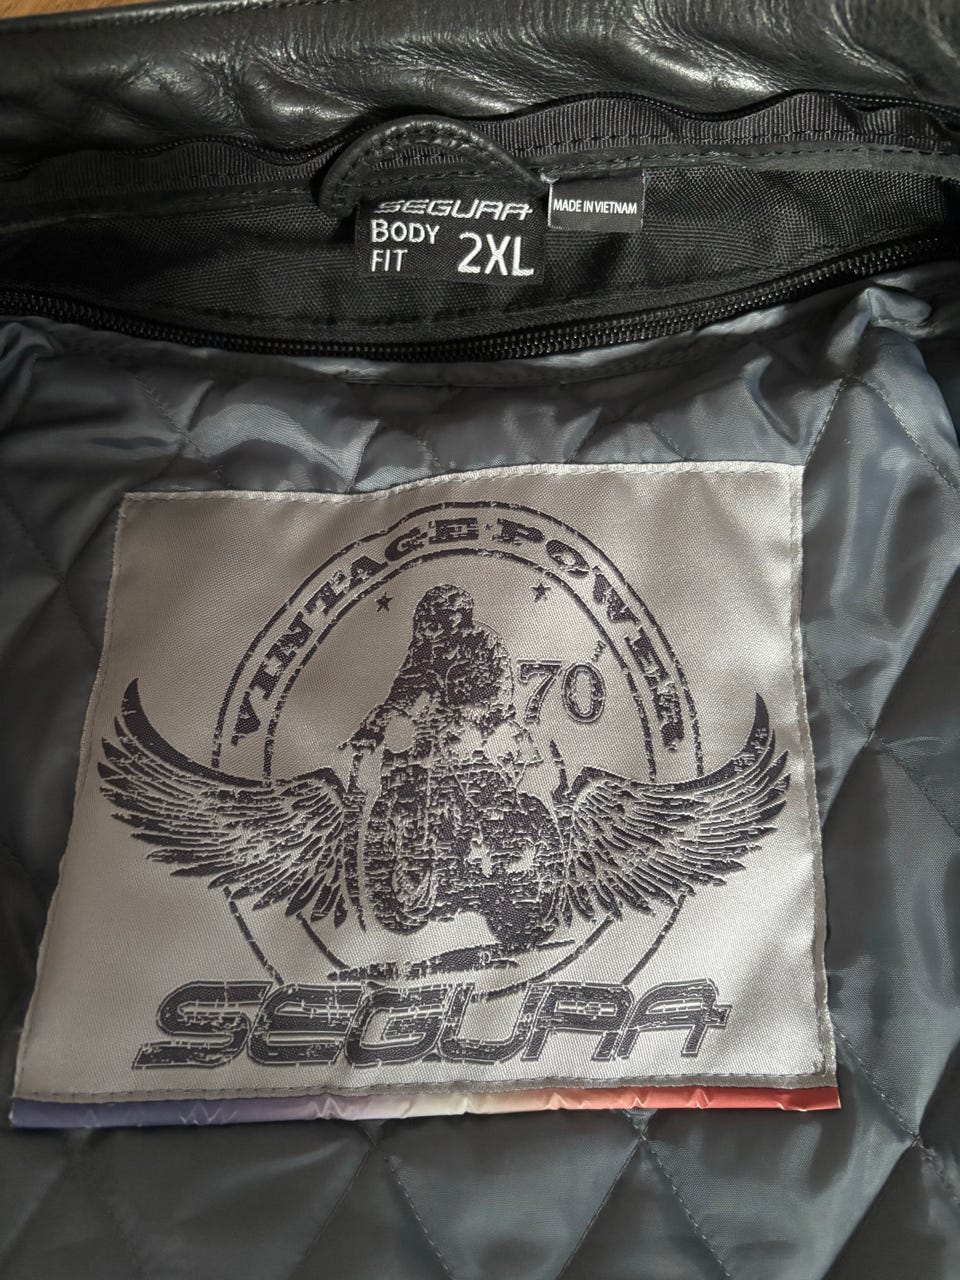 SEGURA
BODY
FIT
2XL
MADE IN VIETNAM
VINTAGE★POWER
70
SEGURA